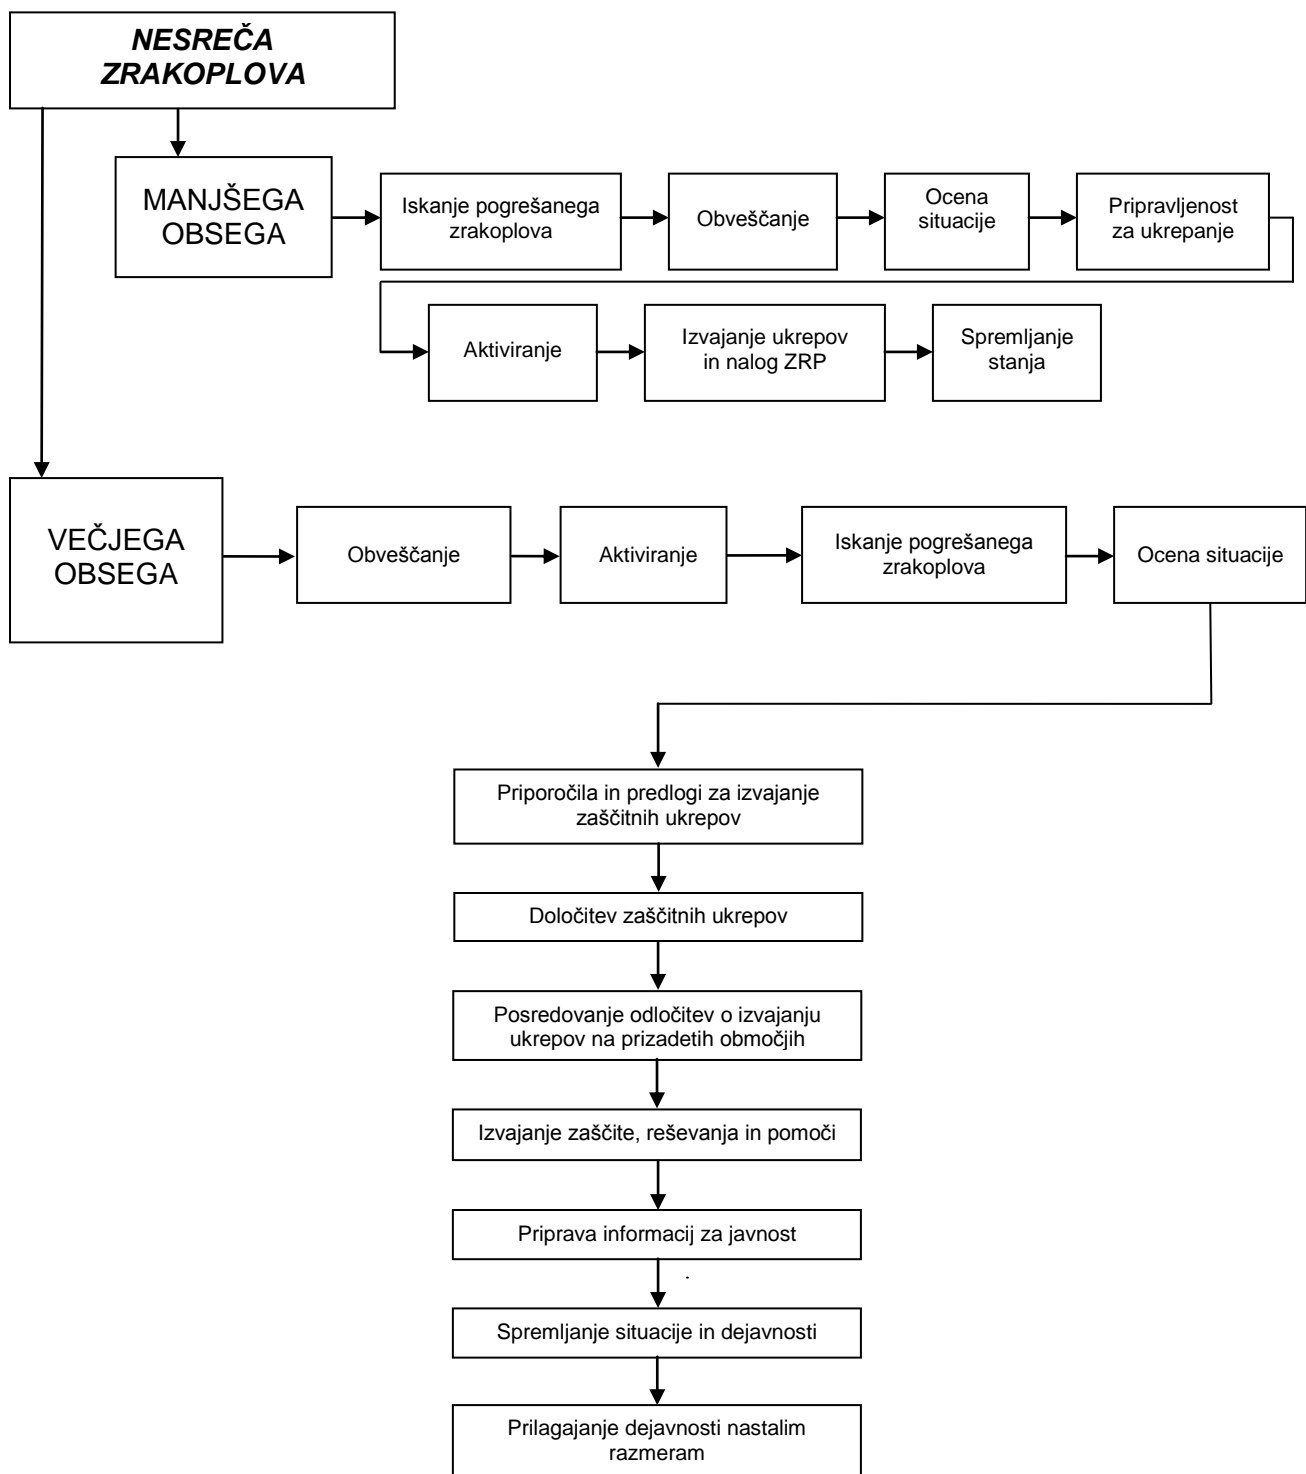 NESREČA
ZRAKOPLOVA
MANJŠEGA
OBSEGA
Iskanje pogrešanega
zrakoplova
Obveščanje
Ocena
situacije
Pripravljenost
za ukrepanje
Aktiviranje
Izvajanje ukrepov
in nalog ZRP
Spremljanje
stanja
VEČJEGA
OBSEGA
Obveščanje
Aktiviranje
Iskanje pogrešanega
zrakoplova
Ocena situacije
Priporočila in predlogi za izvajanje
zaščitnih ukrepov
Določitev zaščitnih ukrepov
Posredovanje odločitev o izvajanju
ukrepov na prizadetih območjih
Izvajanje zaščite, reševanja in pomoči
Priprava informacij za javnost
.
Spremljanje situacije in dejavnosti
Prilagajanje dejavnosti nastalim
razmeram